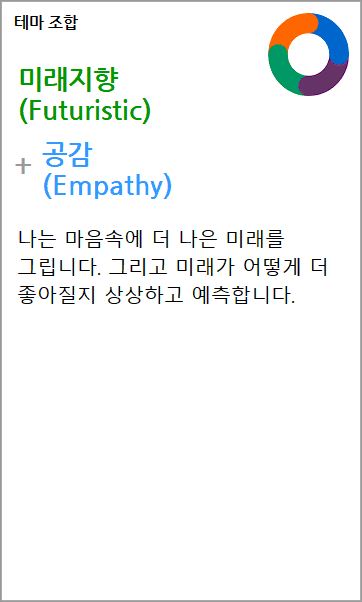 테마 조합
미래지향
(Futuristic)
+ 공감
(Empathy)
나는 마음속에 더 나은 미래를
그립니다. 그리고 미래가 어떻게 더
좋아질지 상상하고 예측합니다.